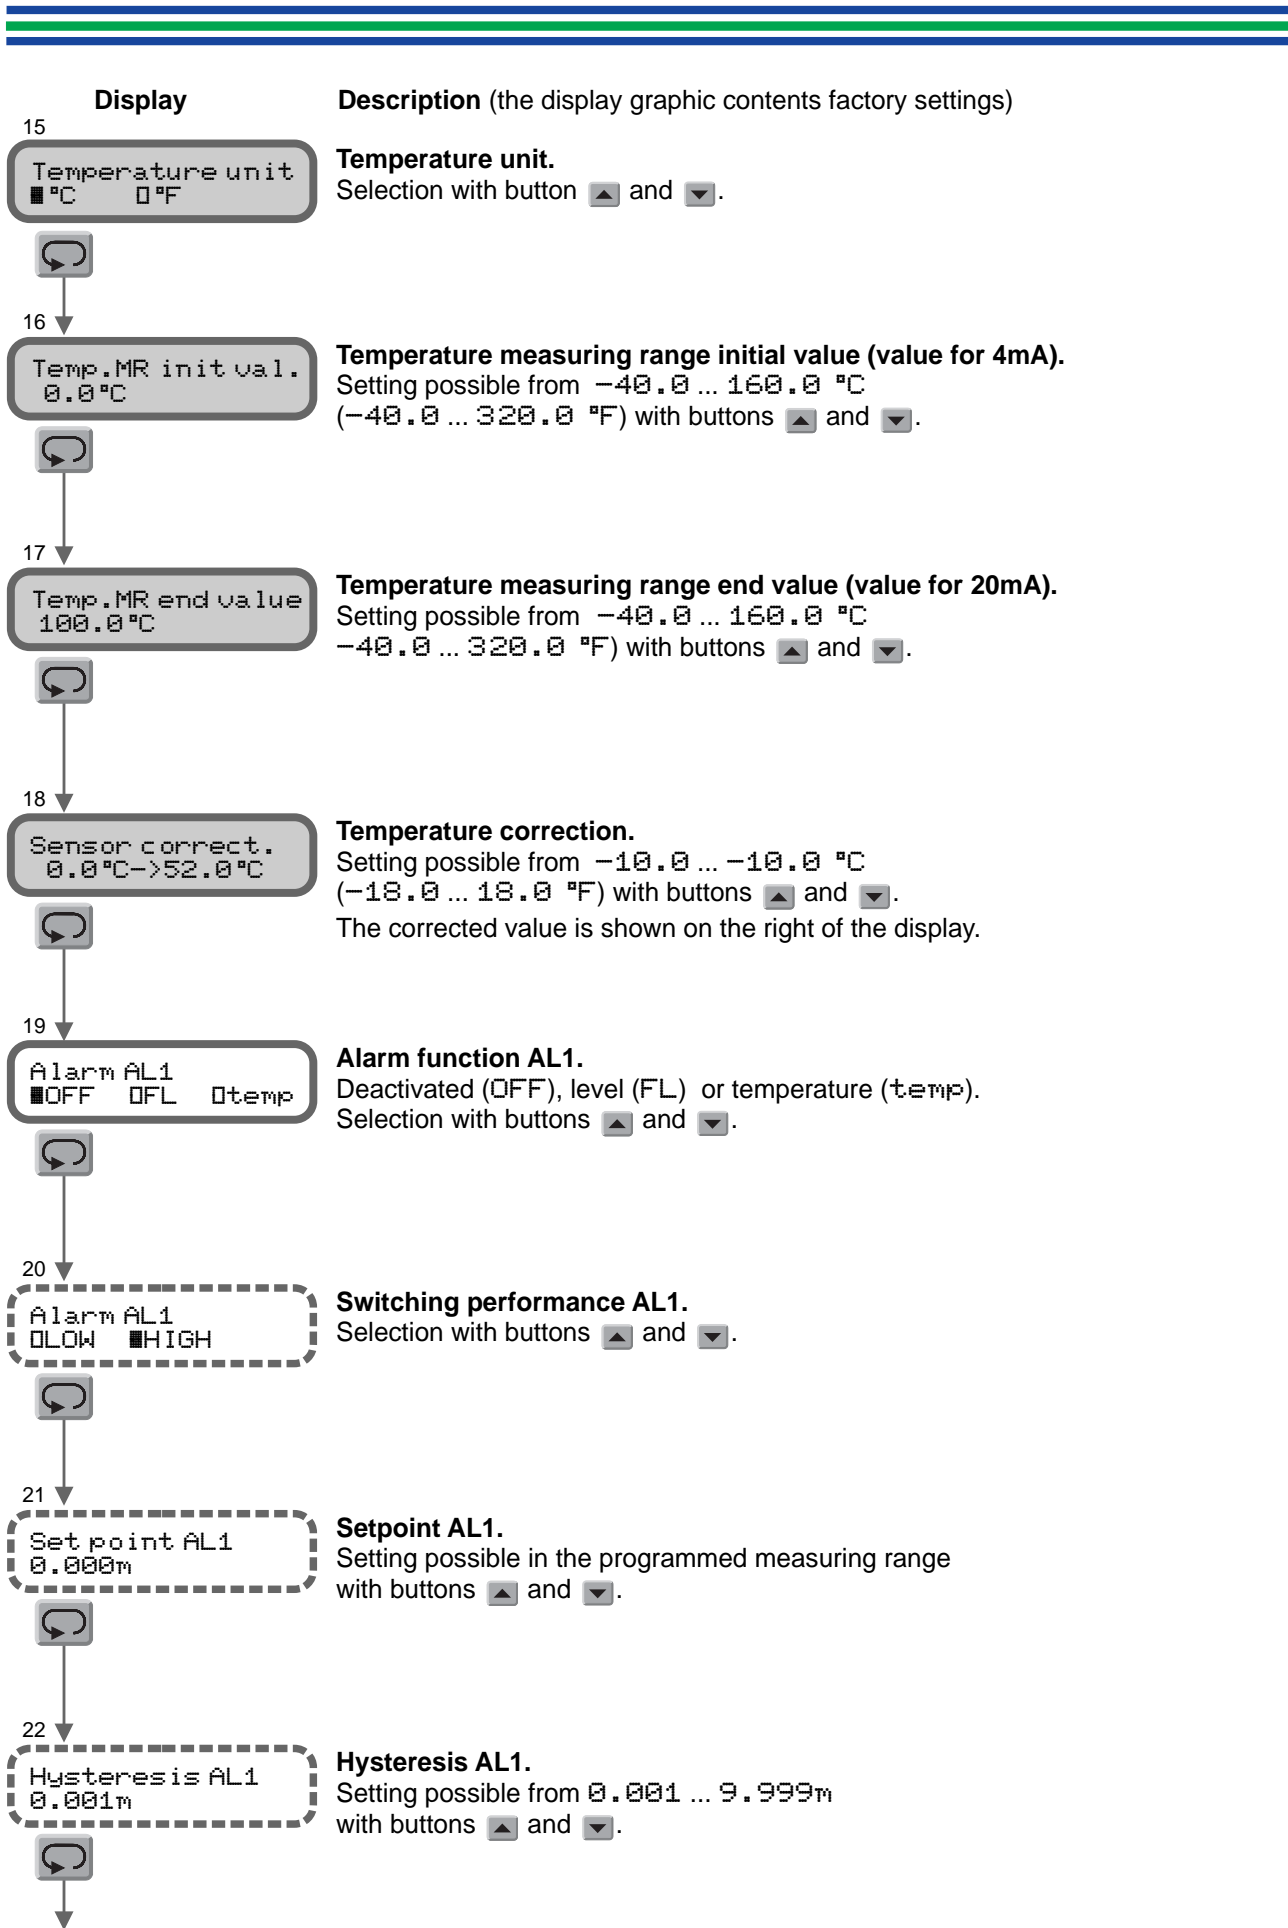 Display
Description (the display graphic contents factory settings)
15
Temperature unit
▮°C ▯°F
Temperature unit.
Selection with button ▲ and ▼.
16
Temp.MR init val.
0.0°C
Temperature measuring range initial value (value for 4mA).
Setting possible from −40.0 ... 160.0 °C
(−40.0 ... 320.0 °F) with buttons ▲ and ▼.
17
Temp.MR end value
100.0°C
Temperature measuring range end value (value for 20mA).
Setting possible from −40.0 ... 160.0 °C
−40.0 ... 320.0 °F) with buttons ▲ and ▼.
18
Sensor correct.
0.0°C->52.0°C
Temperature correction.
Setting possible from −10.0 ... −10.0 °C
(−18.0 ... 18.0 °F) with buttons ▲ and ▼.
The corrected value is shown on the right of the display.
19
Alarm AL1
▮OFF ▯FL ▯temp
Alarm function AL1.
Deactivated (OFF), level (FL) or temperature (temp).
Selection with buttons ▲ and ▼.
20
Alarm AL1
▯LOW ▮HIGH
Switching performance AL1.
Selection with buttons ▲ and ▼.
21
Set point AL1
0.000m
Setpoint AL1.
Setting possible in the programmed measuring range
with buttons ▲ and ▼.
22
Hysteresis AL1
0.001m
Hysteresis AL1.
Setting possible from 0.001 ... 9.999m
with buttons ▲ and ▼.